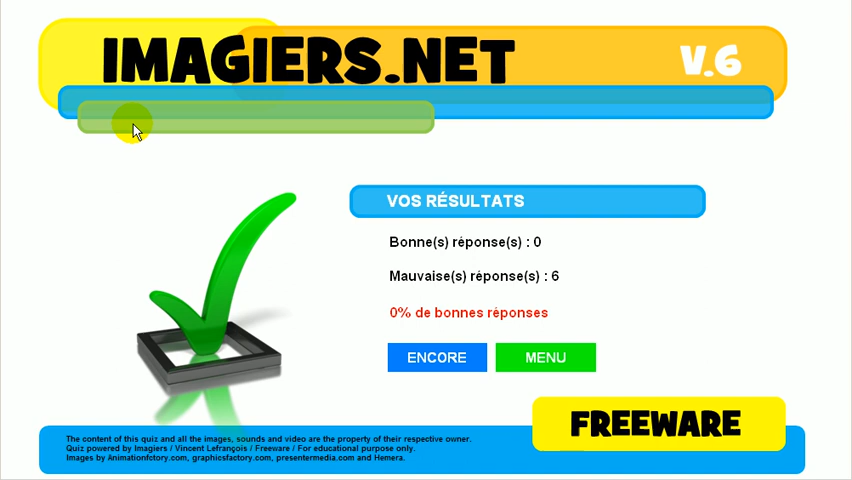 IMAGIERS.NET
V.6
VOS RÉSULTATS
Bonne(s) réponse(s) : 0
Mauvaise(s) réponse(s) : 6
0% de bonnes réponses
ENCORE
MENU
FREEWARE
The content of this quiz and all the images, sounds and video are the property of their respective owner.
Quiz powered by Imagiers / Vincent Lefrançois / Freeware / For educational purpose only.
Images by Animationfctory.com, graphicsfactory.com, presentermedia.com and Hemera.